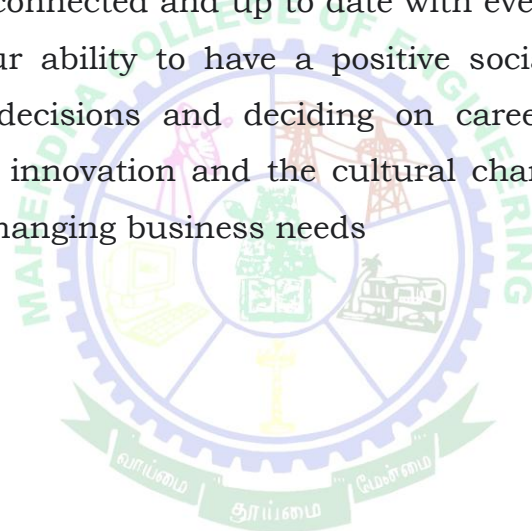 connected and up to date with eve
ur ability to have a positive soci
decisions and deciding on caree
innovation and the cultural char
hanging business needs
MAHENDRA COLLEGE OF ENGINEERING
வாய்மை
தூய்மை
மேன்மை